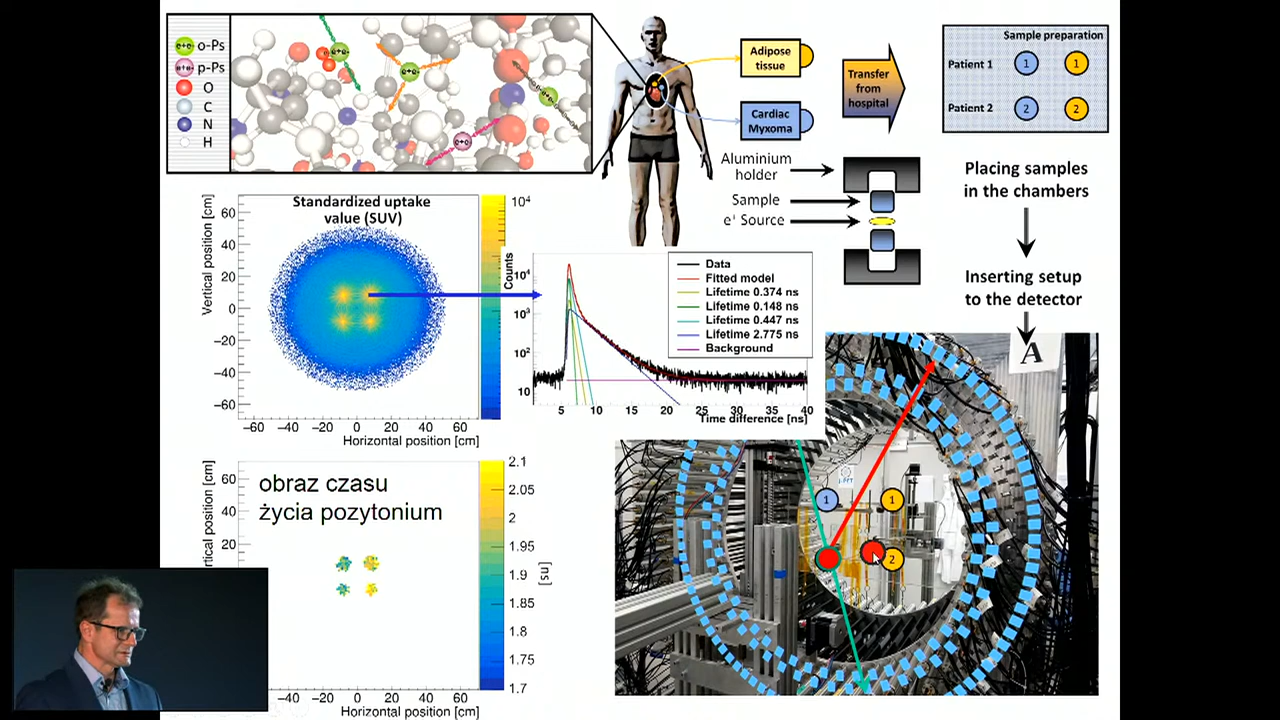 e+e- o-Ps
e+e- p-Ps
O
C
N
H
e+e-
e+e-
e+e-
e+e-
Adipose
tissue
Cardiac
Myxoma
Transfer
from
hospital
Sample preparation
Patient 1
1
1
Patient 2
2
2
Aluminium
holder
Sample
e⁺ Source
Placing samples
in the chambers
Inserting setup
to the detector
A
Standardized uptake
value (SUV)
Vertical position [cm]
60
40
20
0
−20
−40
−60
−60 −40 −20 0 20 40 60
Horizontal position [cm]
10⁴
Counts
10⁴
10³
10²
10
5 10 15 20 25 30 35 40
Time difference [ns]
Data
Fitted model
Lifetime 0.374 ns
Lifetime 0.148 ns
Lifetime 0.447 ns
Lifetime 2.775 ns
Background
obraz czasu
życia pozytonium
60
40
20
−40 −20 0 20 40 60
Horizontal position [cm]
2.1
2.05
2
1.95
1.9
1.85
1.8
1.75
1.7
[ns]
1
1
2
J-PET